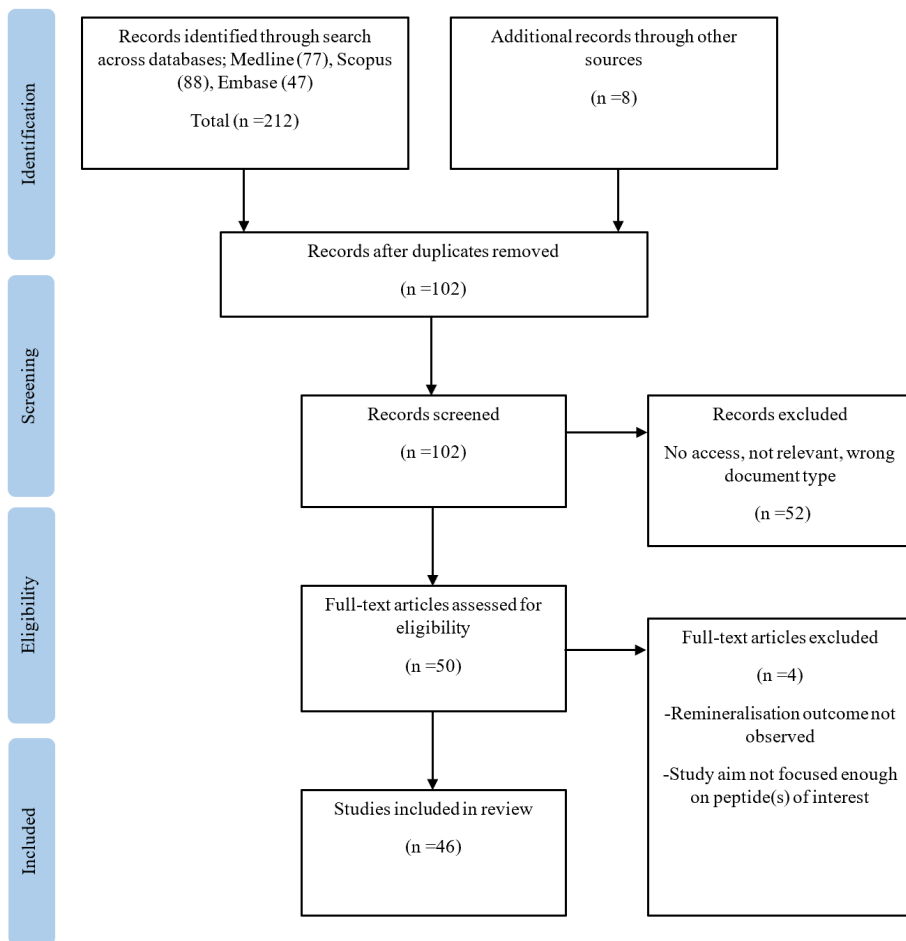 Identification
Records identified through search
across databases; Medline (77), Scopus
(88), Embase (47)
Total (n =212)
Additional records through other
sources
(n =8)
Records after duplicates removed
(n =102)
Screening
Records screened
(n =102)
Records excluded
No access, not relevant, wrong
document type
(n =52)
Eligibility
Full-text articles assessed for
eligibility
(n =50)
Full-text articles excluded
(n =4)
-Remineralisation outcome not
observed
-Study aim not focused enough
on peptide(s) of interest
Included
Studies included in review
(n =46)